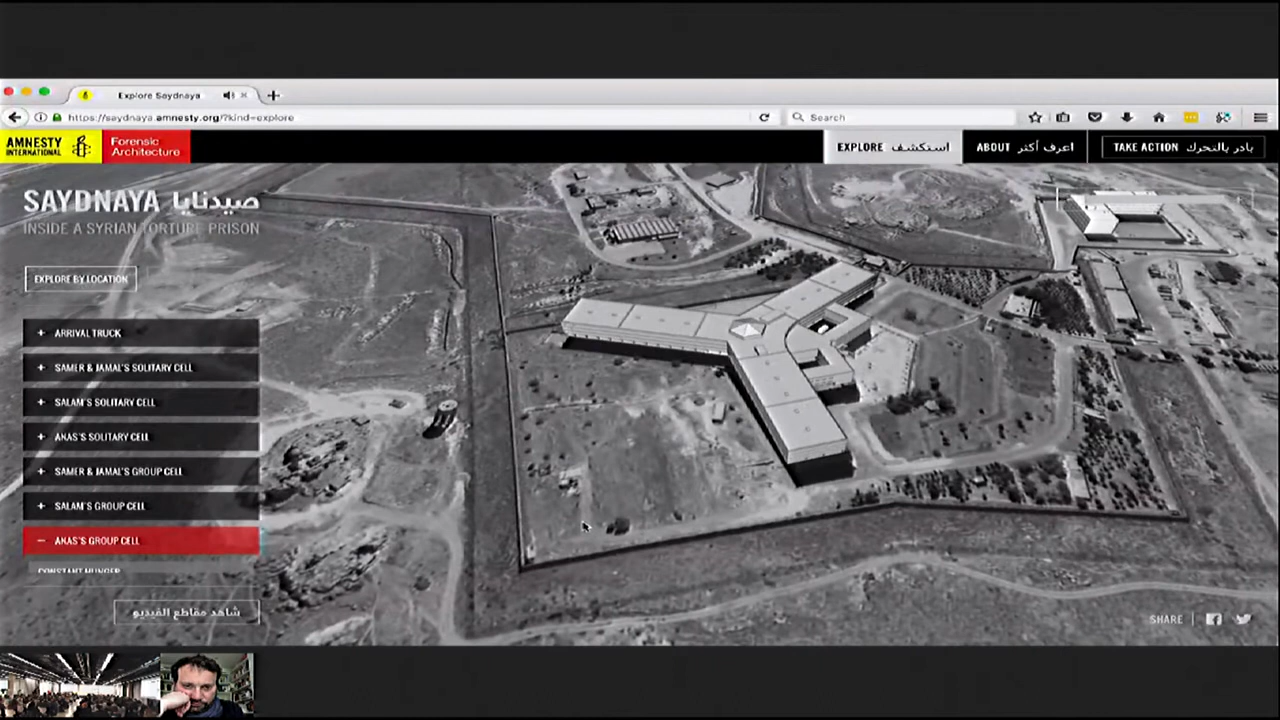 Explore Saydnaya
https://saydnaya.amnesty.org/?kind=explore
Search
AMNESTY INTERNATIONAL
Forensic Architecture
EXPLORE استكشف
ABOUT اعرف أكثر
TAKE ACTION بادر بالتحرك
SAYDNAYA صيدنايا
INSIDE A SYRIAN TORTURE PRISON
EXPLORE BY LOCATION
+ ARRIVAL TRUCK
+ SAMER & JAMAL'S SOLITARY CELL
+ SALAM'S SOLITARY CELL
+ ANAS'S SOLITARY CELL
+ SAMER & JAMAL'S GROUP CELL
+ SALAM'S GROUP CELL
− ANAS'S GROUP CELL
CONSTANT HUNGER
شاهد مقاطع الفيديو
SHARE